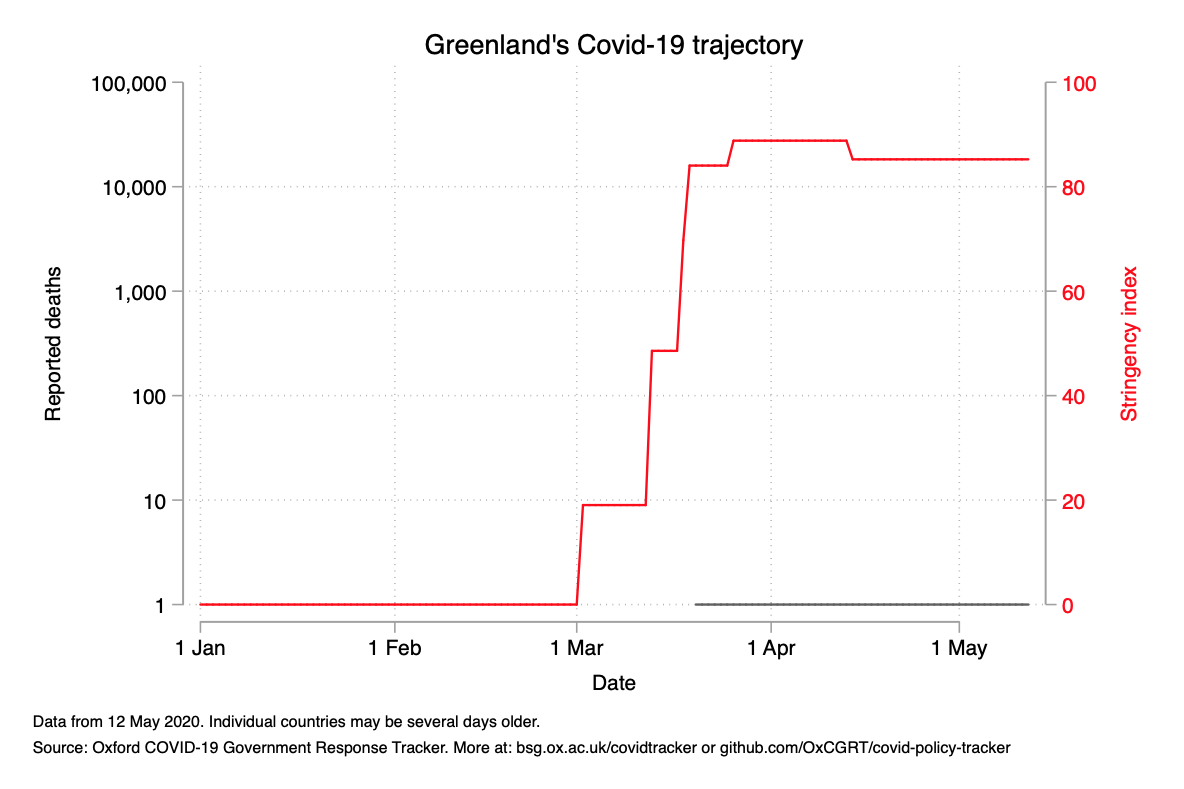 Greenland's Covid-19 trajectory
100,000
10,000
1,000
100
10
1
Reported deaths
100
80
60
40
20
0
Stringency index
1 Jan
1 Feb
1 Mar
1 Apr
1 May
Date
Data from 12 May 2020. Individual countries may be several days older.
Source: Oxford COVID-19 Government Response Tracker. More at: bsg.ox.ac.uk/covidtracker or github.com/OxCGRT/covid-policy-tracker